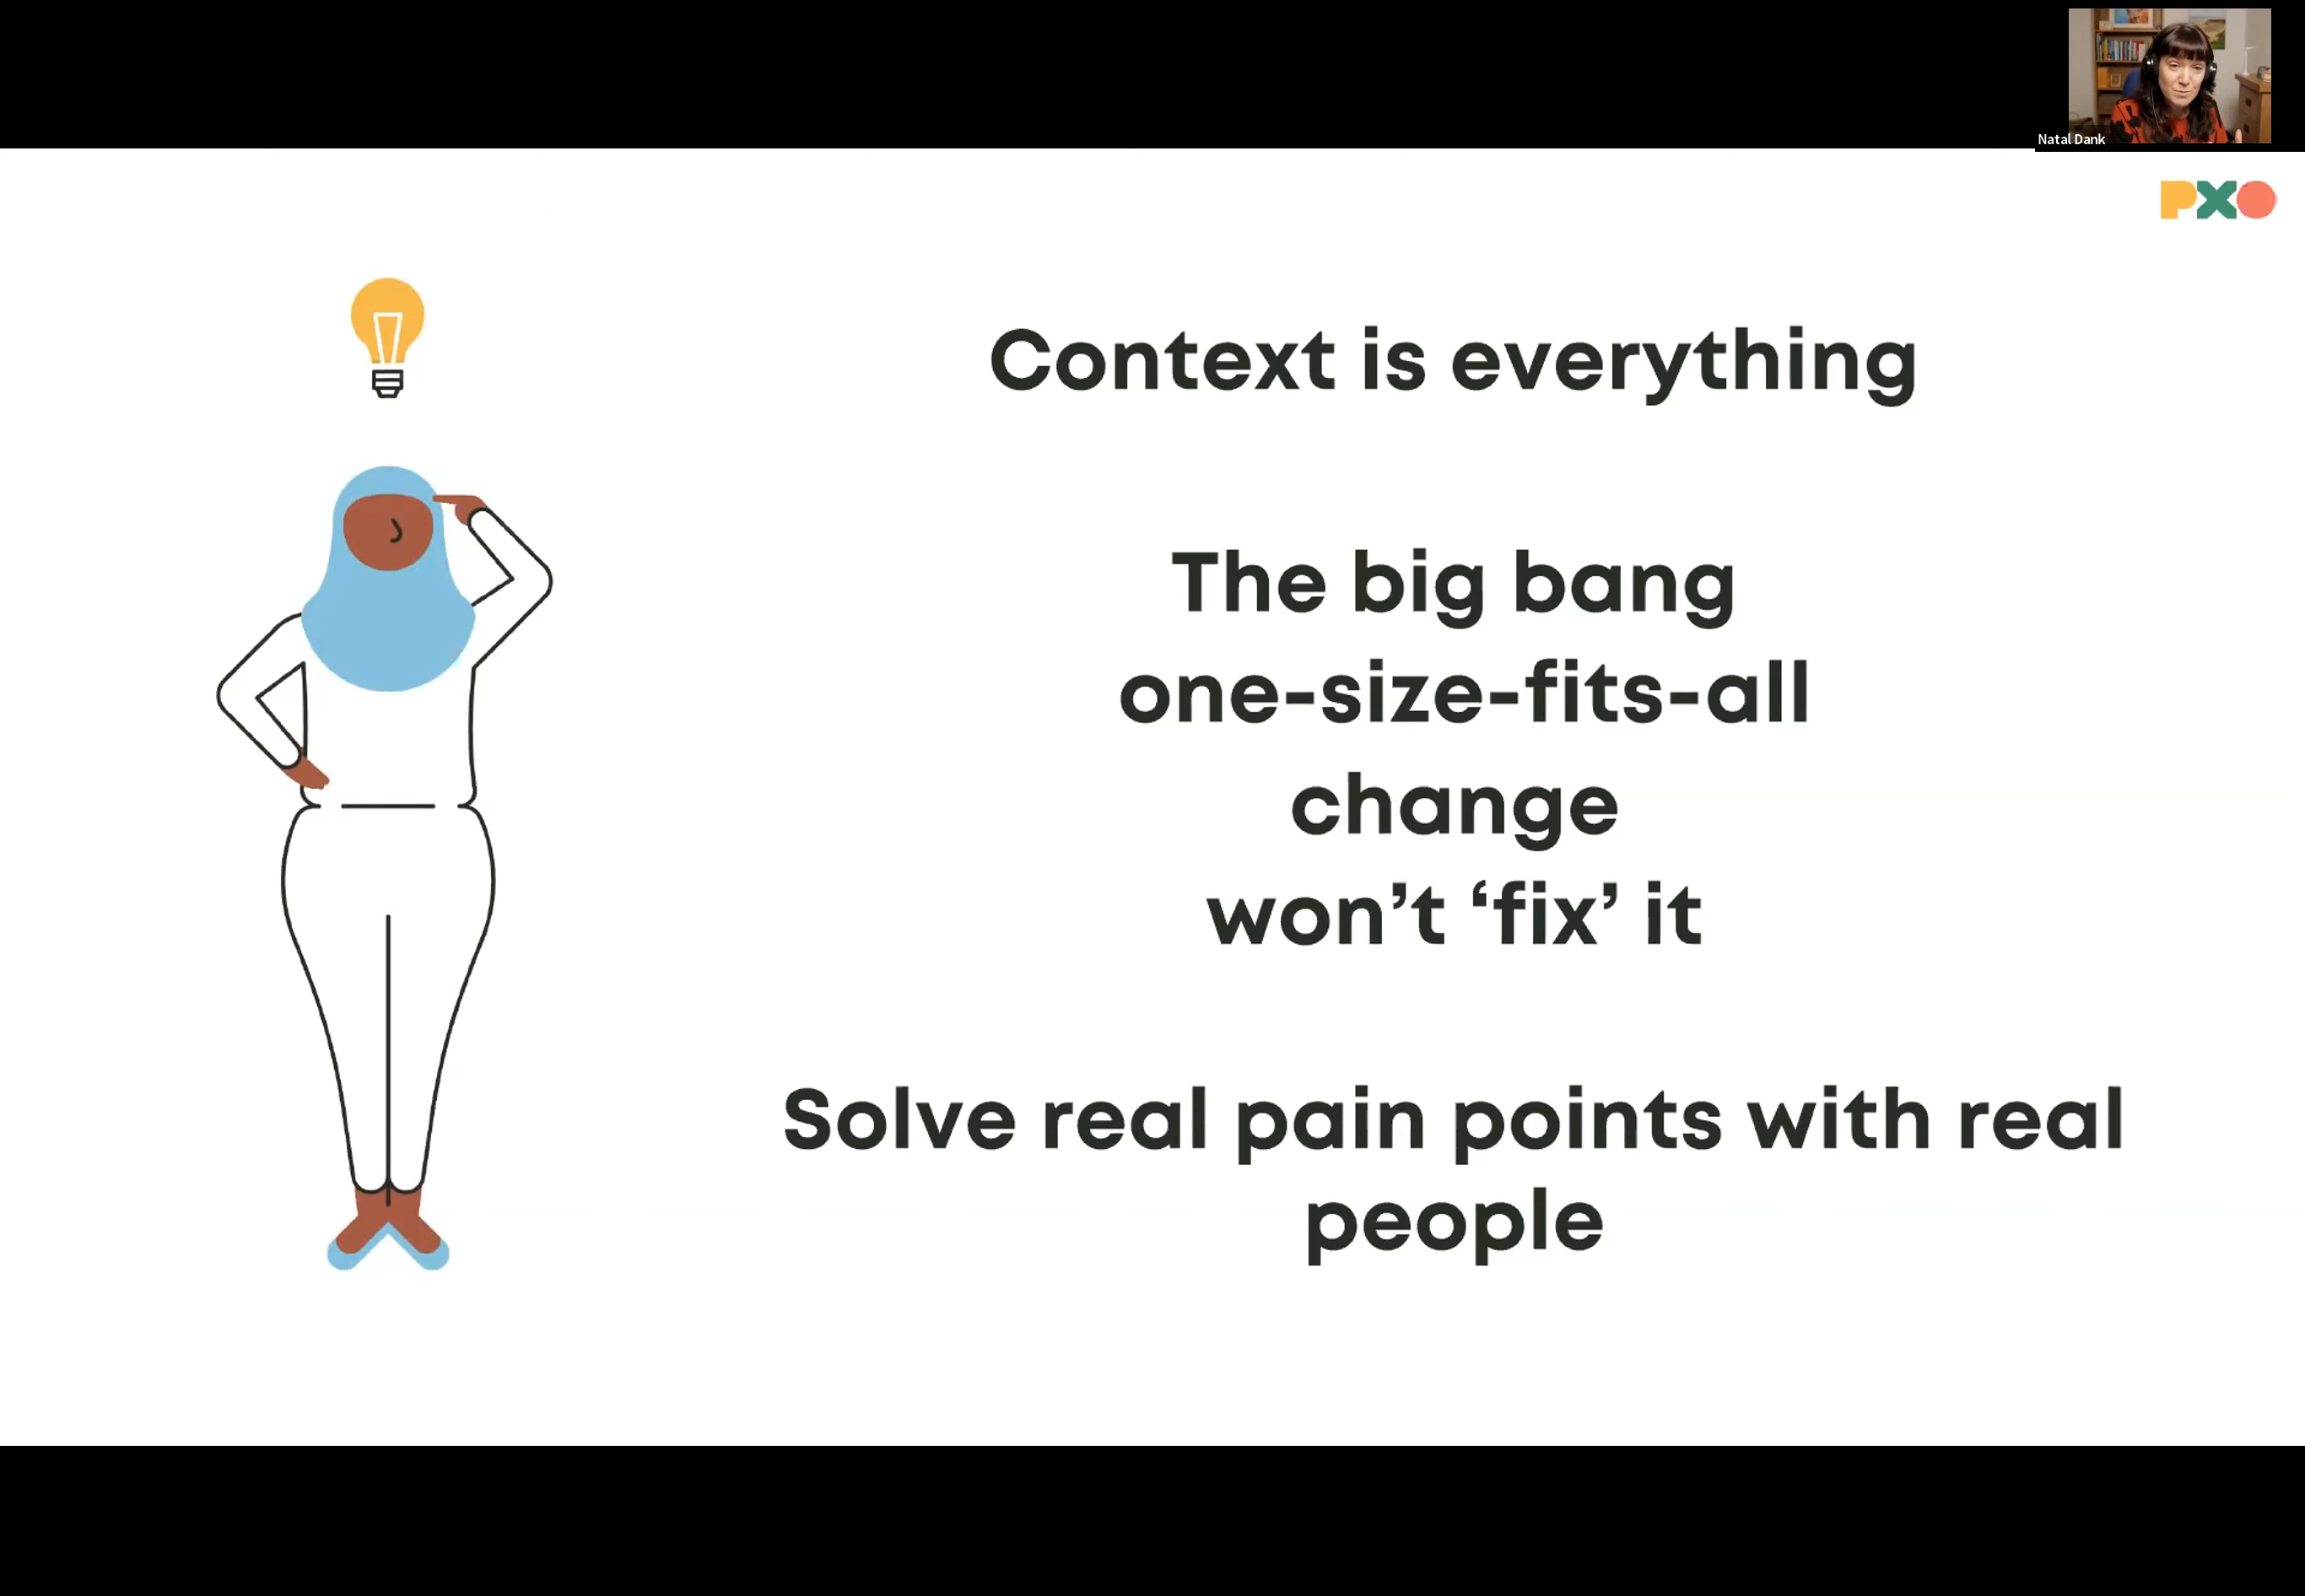 Natal Dank
PXO
Context is everything
The big bang
one-size-fits-all
change
won’t ‘fix’ it
Solve real pain points with real
people